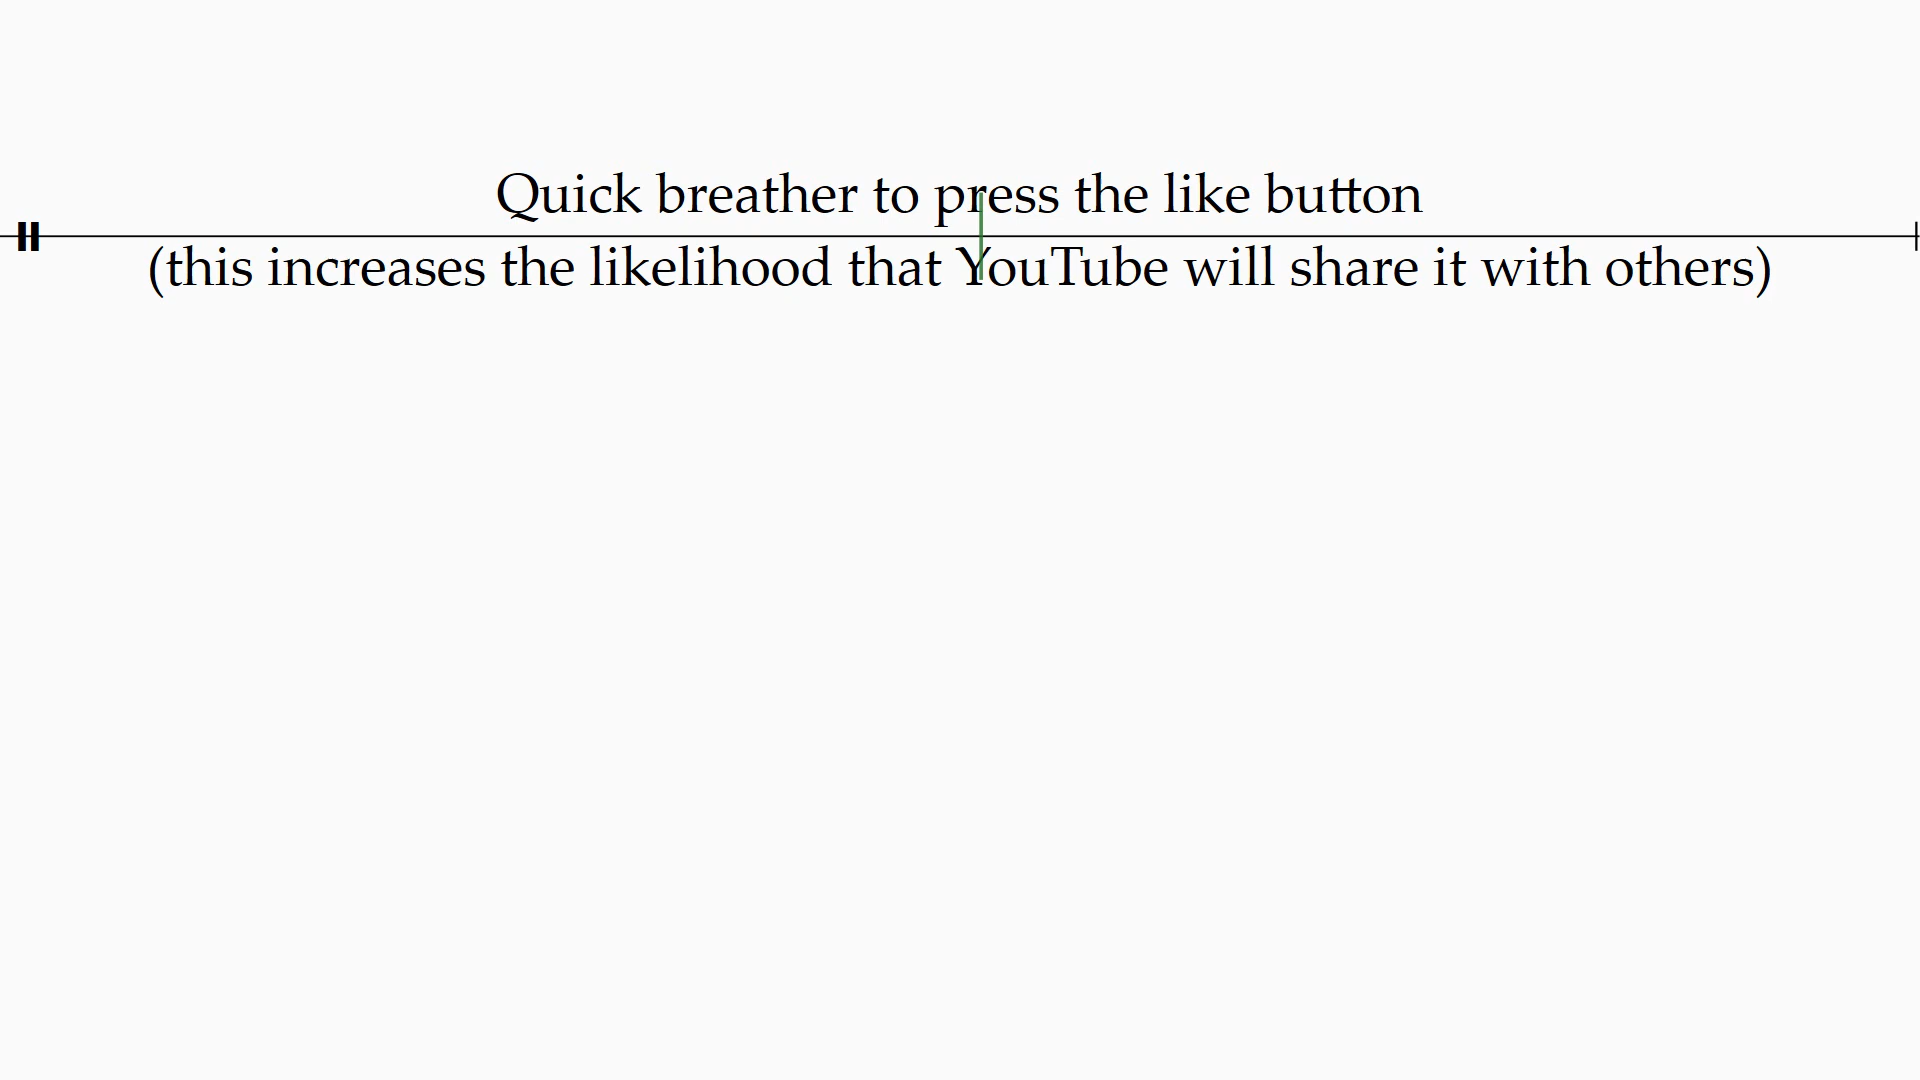 Quick breather to press the like button
(this increases the likelihood that YouTube will share it with others)